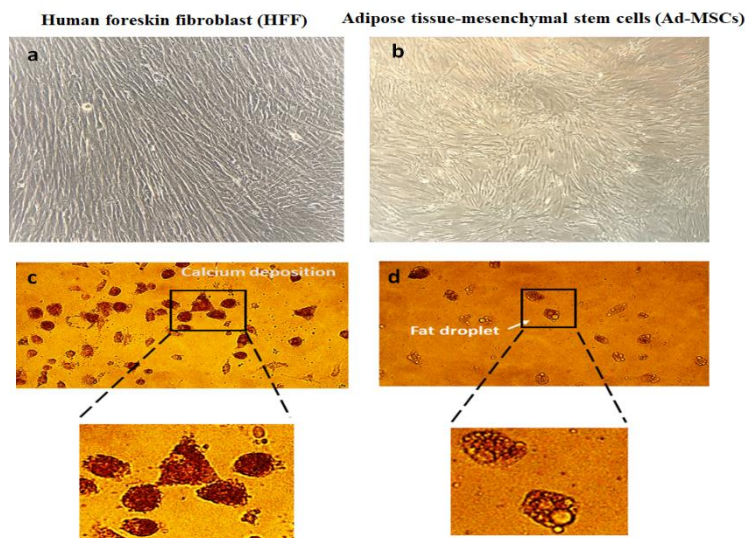 Human foreskin fibroblast (HFF)
Adipose tissue-mesenchymal stem cells (Ad-MSCs)
a
b
c
Calcium deposition
d
Fat droplet